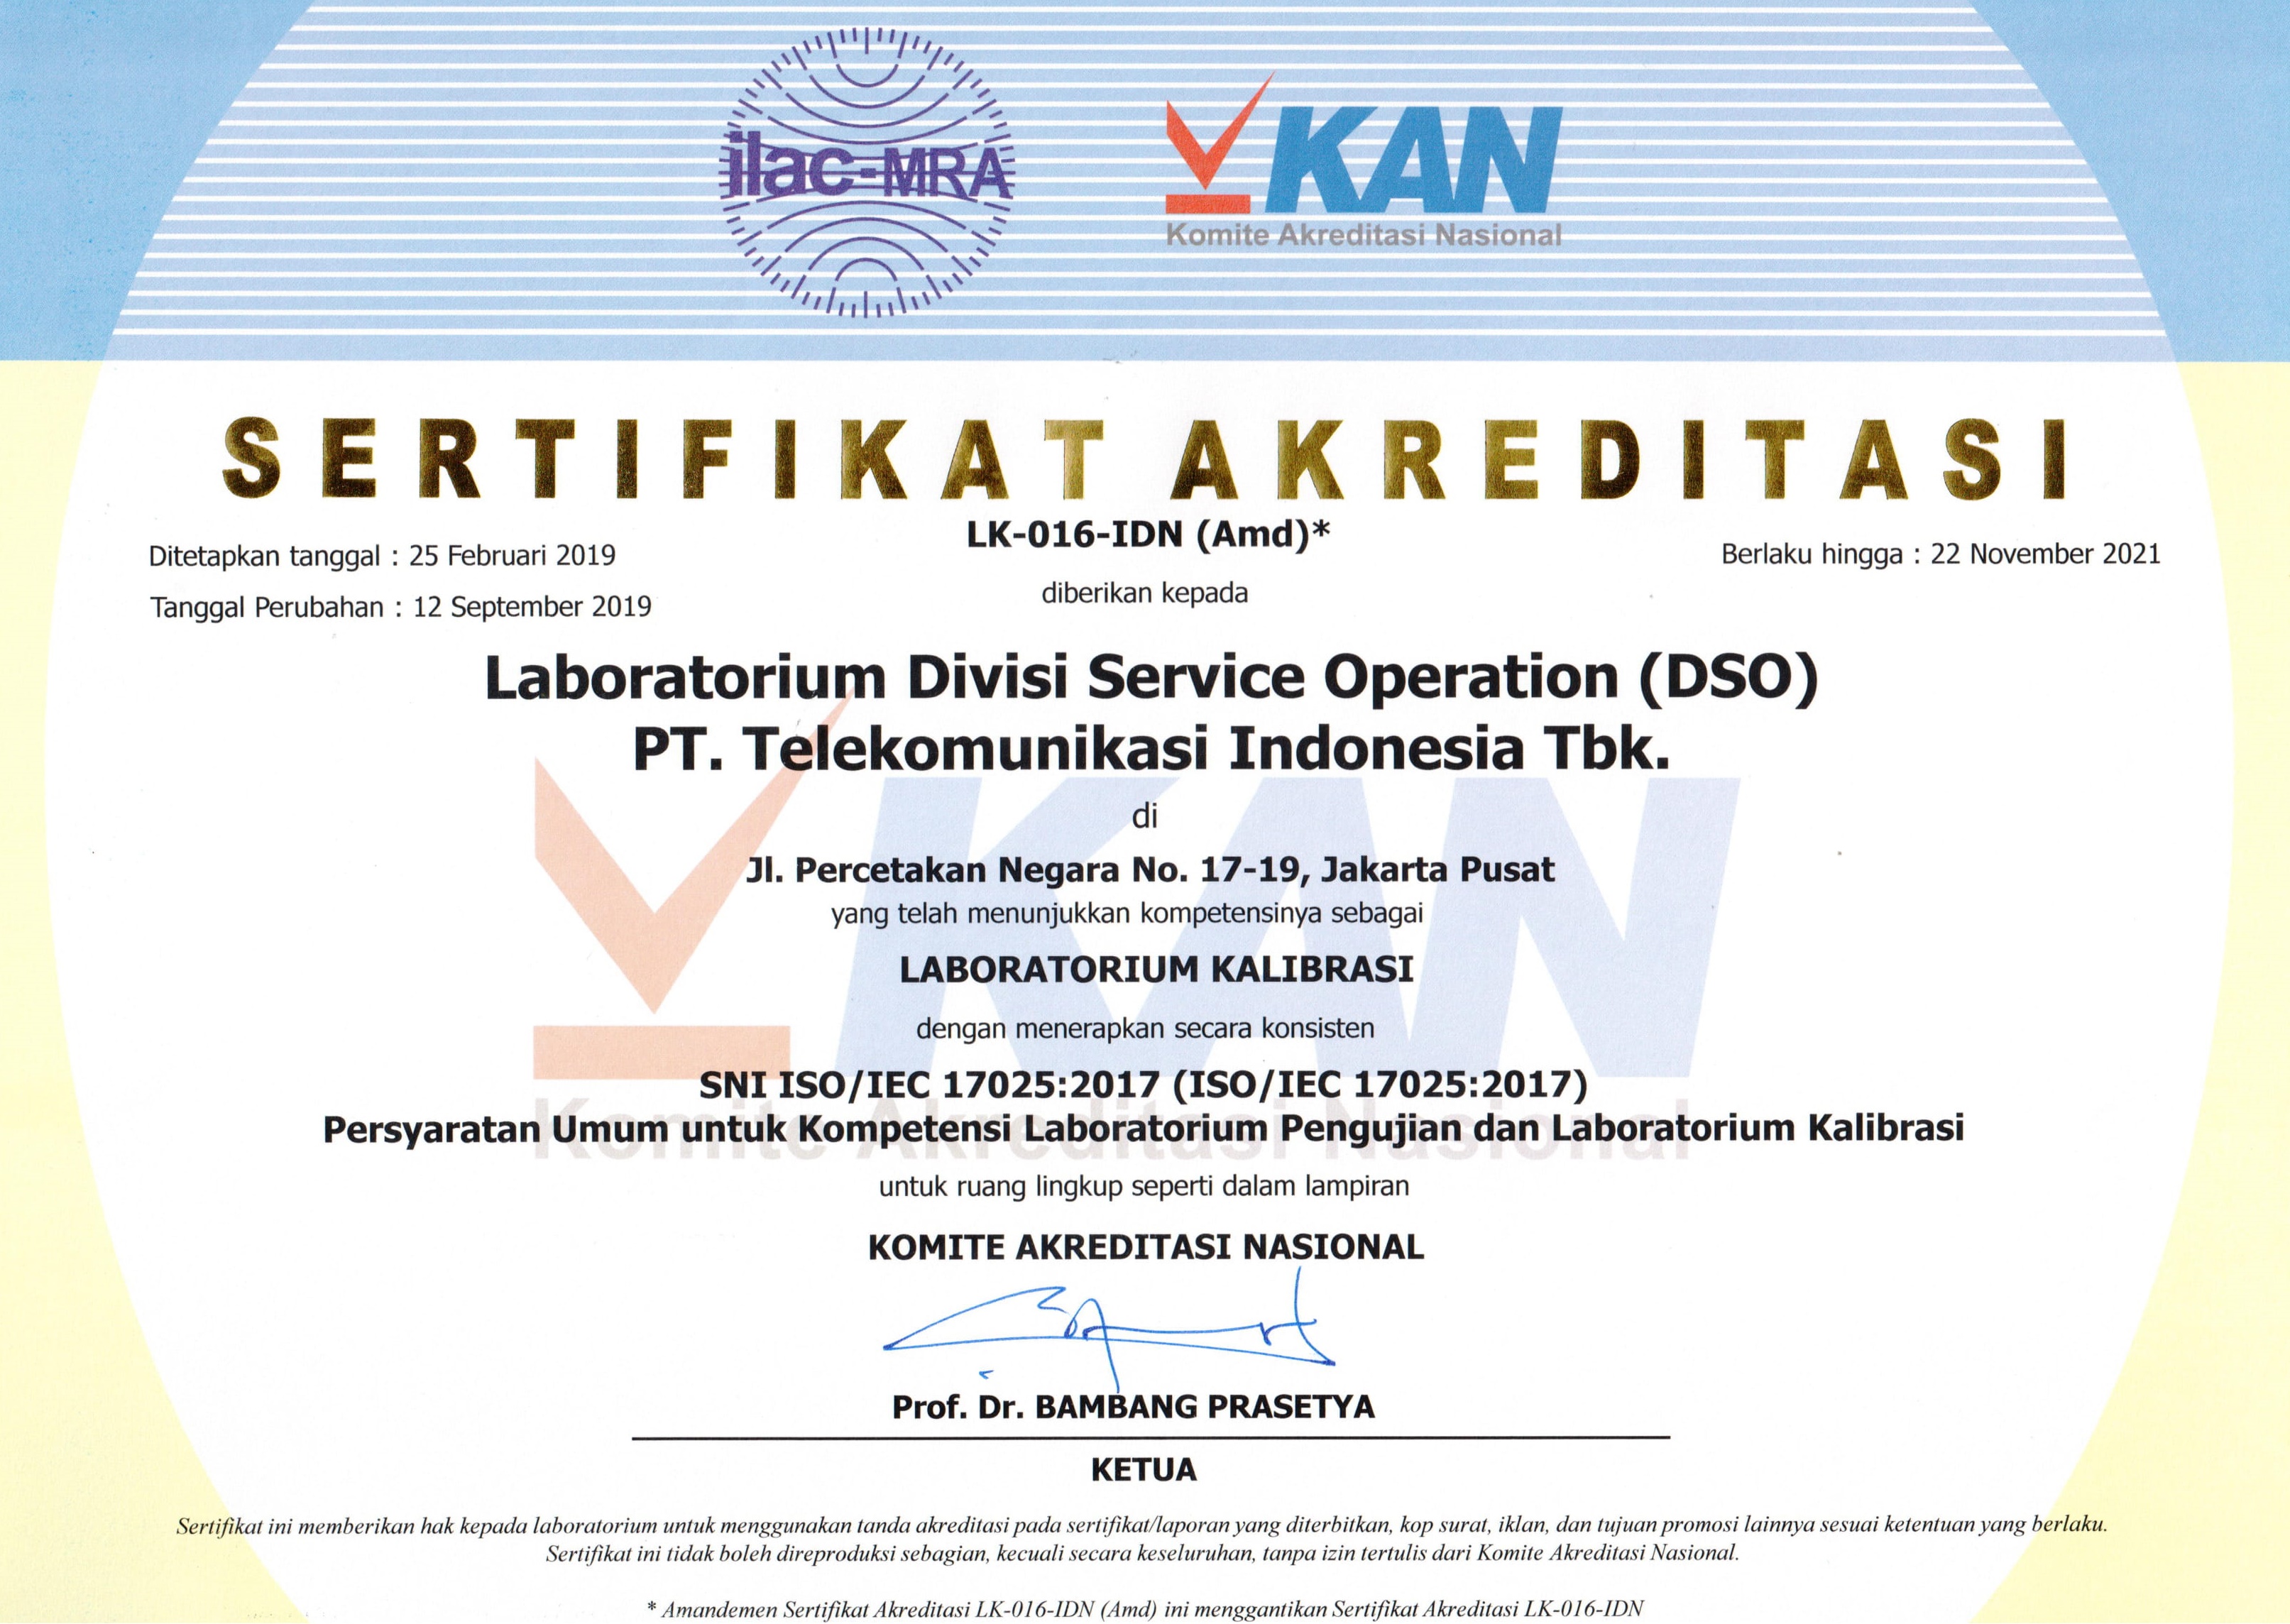 ilac-MRA
KAN
Komite Akreditasi Nasional
SERTIFIKAT AKREDITASI
LK-016-IDN (Amd)*
Ditetapkan tanggal : 25 Februari 2019
Berlaku hingga : 22 November 2021
diberikan kepada
Tanggal Perubahan : 12 September 2019
Laboratorium Divisi Service Operation (DSO)
PT. Telekomunikasi Indonesia Tbk.
di
Jl. Percetakan Negara No. 17-19, Jakarta Pusat
yang telah menunjukkan kompetensinya sebagai
LABORATORIUM KALIBRASI
dengan menerapkan secara konsisten
SNI ISO/IEC 17025:2017 (ISO/IEC 17025:2017)
Persyaratan Umum untuk Kompetensi Laboratorium Pengujian dan Laboratorium Kalibrasi
untuk ruang lingkup seperti dalam lampiran
KAN
Komite Akreditasi Nasional
KOMITE AKREDITASI NASIONAL
Prof. Dr. BAMBANG PRASETYA
KETUA
Sertifikat ini memberikan hak kepada laboratorium untuk menggunakan tanda akreditasi pada sertifikat/laporan yang diterbitkan, kop surat, iklan, dan tujuan promosi lainnya sesuai ketentuan yang berlaku.
Sertifikat ini tidak boleh direproduksi sebagian, kecuali secara keseluruhan, tanpa izin tertulis dari Komite Akreditasi Nasional.
* Amandemen Sertifikat Akreditasi LK-016-IDN (Amd) ini menggantikan Sertifikat Akreditasi LK-016-IDN